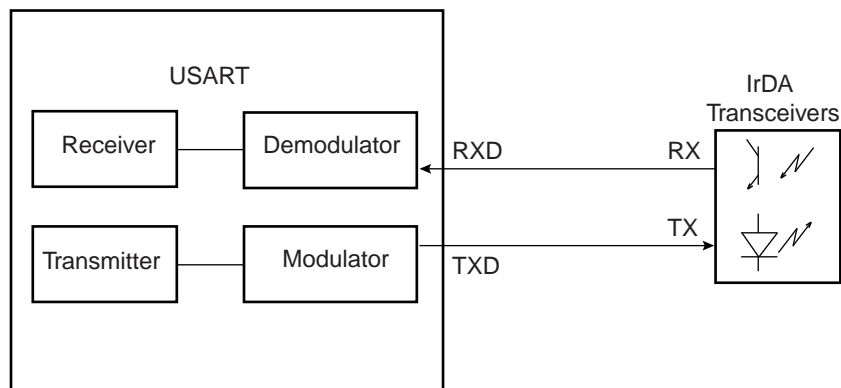 USART
IrDA
Transceivers
Receiver
Demodulator
RXD
RX
TX
Transmitter
Modulator
TXD